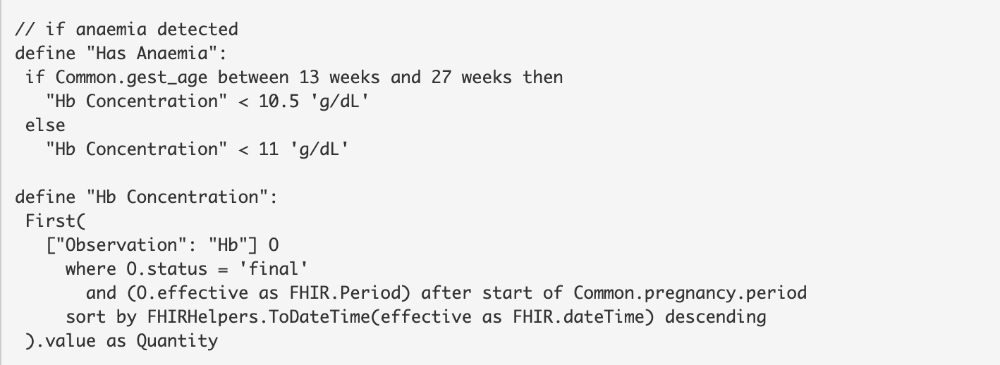 // if anaemia detected
define "Has Anaemia":
 if Common.gest_age between 13 weeks and 27 weeks then
   "Hb Concentration" < 10.5 'g/dL'
 else
   "Hb Concentration" < 11 'g/dL'

define "Hb Concentration":
 First(
   ["Observation": "Hb"] O
     where O.status = 'final'
       and (O.effective as FHIR.Period) after start of Common.pregnancy.period
     sort by FHIRHelpers.ToDateTime(effective as FHIR.dateTime) descending
 ).value as Quantity